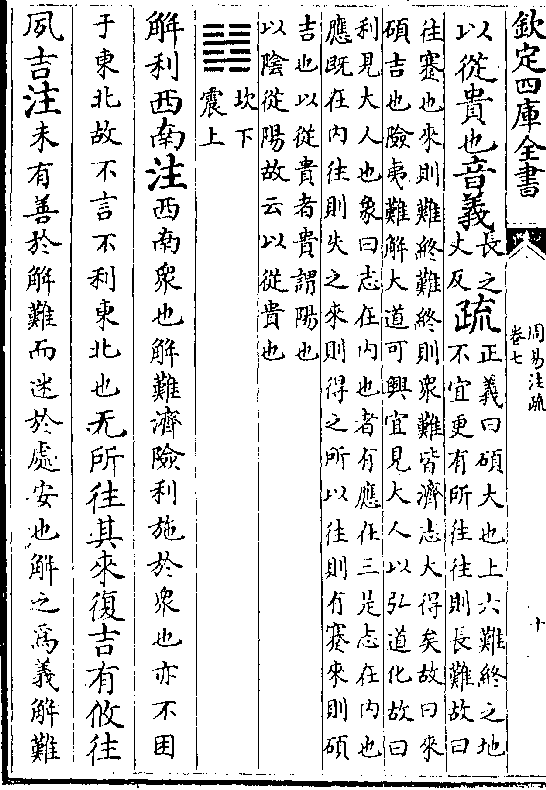 欽定四庫全書
周易注疏
卷七
十
以從貴也音義長之
丈反疏正義曰碩大也上六難終之地
不宜更有所往往則長難故曰
往蹇也來則難終難終則衆難皆濟志大得矣故曰來
碩吉也險夷難解大道可興宜見大人以弘道化故曰
利見大人也象曰志在內也者有應在三是志在內也
應既在內往則失之來則得之所以往則有蹇來則碩
吉也以從貴者貴謂陽也
以陰從陽故云以從貴也
䷧
坎下
震上
解利西南注西南衆也解難濟險利施於衆也亦不困
于東北故不言不利東北也无所往其來復吉有攸往
夙吉注未有善於解難而迷於處安也解之爲義解難